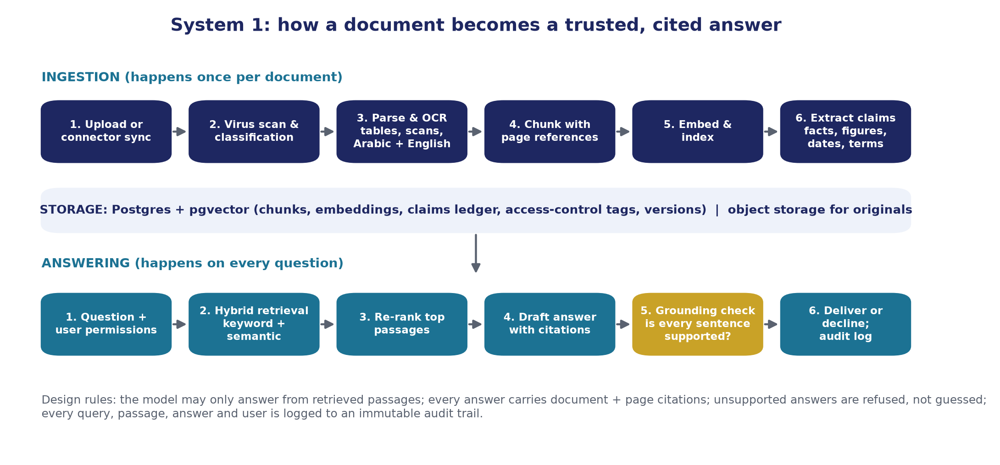 System 1: how a document becomes a trusted, cited answer
INGESTION (happens once per document)
1. Upload or
connector sync
2. Virus scan &
classification
3. Parse & OCR
tables, scans,
Arabic + English
4. Chunk with
page references
5. Embed &
index
6. Extract claims
facts, figures,
dates, terms
STORAGE: Postgres + pgvector (chunks, embeddings, claims ledger, access-control tags, versions)  |  object storage for originals
ANSWERING (happens on every question)
1. Question +
user permissions
2. Hybrid retrieval
keyword +
semantic
3. Re-rank top
passages
4. Draft answer
with citations
5. Grounding check
is every sentence
supported?
6. Deliver or
decline;
audit log
Design rules: the model may only answer from retrieved passages; every answer carries document + page citations; unsupported answers are refused, not guessed;
every query, passage, answer and user is logged to an immutable audit trail.